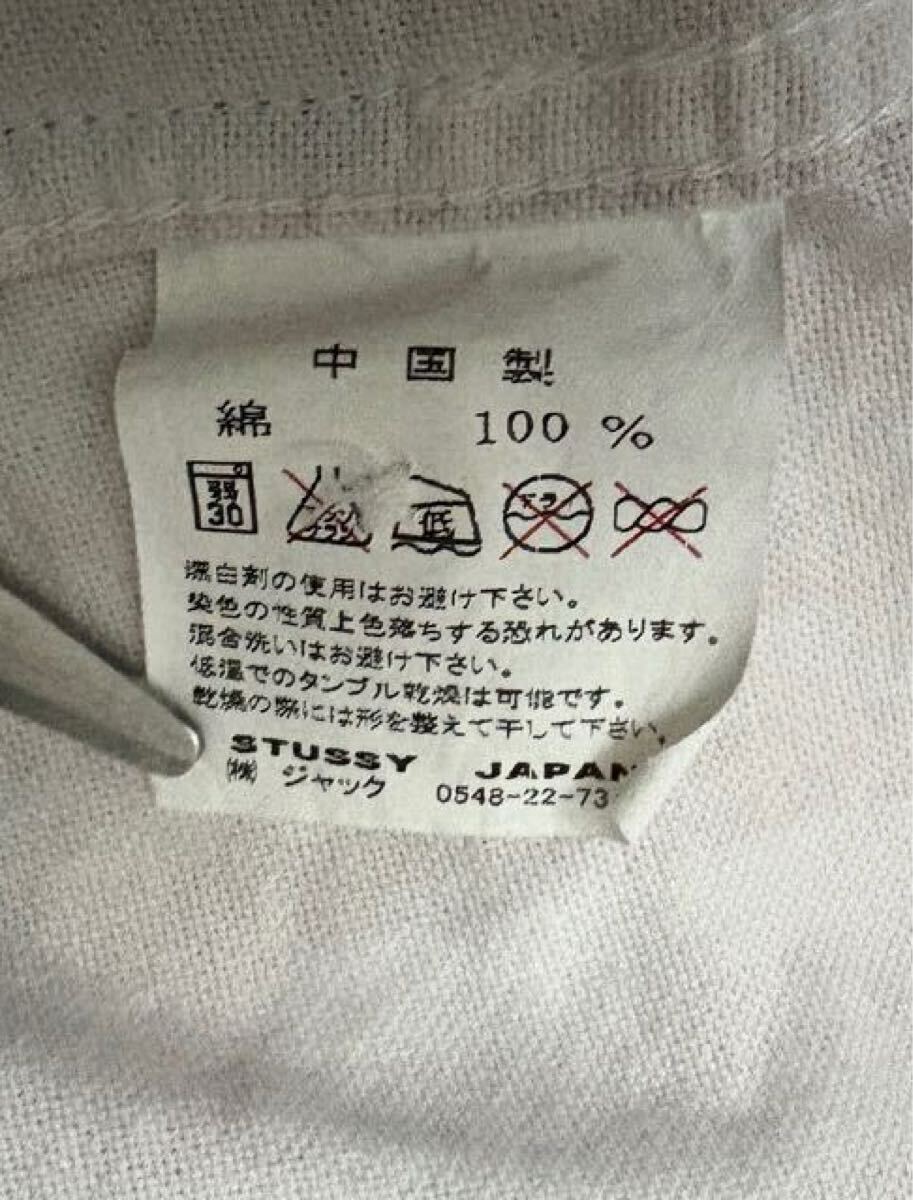 中国製
綿 100 %
弱 30 低 ドライ
漂白剤の使用はお避け下さい。
染色の性質上色落ちする恐れがあります。
混合洗いはお避け下さい。
低温でのタンブル乾燥は可能です。
乾燥の際には形を整えて干して下さい。
STUSSY JAPAN
㈱ ジャック 0548-22-73